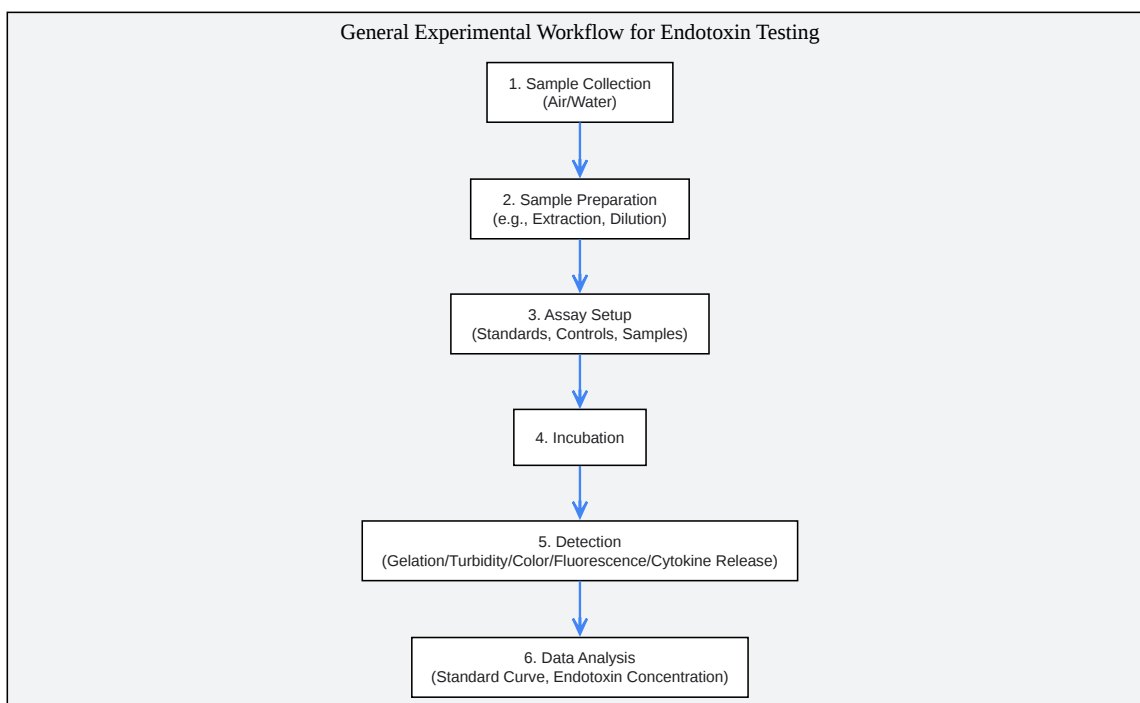 General Experimental Workflow for Endotoxin Testing
1. Sample Collection
(Air/Water)
2. Sample Preparation
(e.g., Extraction, Dilution)
3. Assay Setup
(Standards, Controls, Samples)
4. Incubation
5. Detection
(Gelation/Turbidity/Color/Fluorescence/Cytokine Release)
6. Data Analysis
(Standard Curve, Endotoxin Concentration)